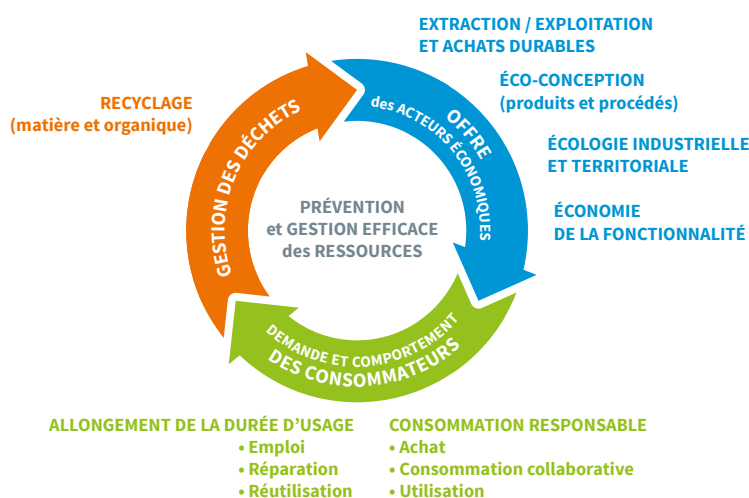 EXTRACTION / EXPLOITATION
ET ACHATS DURABLES
ÉCO-CONCEPTION
(produits et procédés)
ÉCOLOGIE INDUSTRIELLE
ET TERRITORIALE
ÉCONOMIE
DE LA FONCTIONNALITÉ
RECYCLAGE
(matière et organique)
GESTION DES DÉCHETS
OFFRE
des ACTEURS ÉCONOMIQUES
PRÉVENTION
et GESTION EFFICACE
des RESSOURCES
DEMANDE ET COMPORTEMENT
DES CONSOMMATEURS
ALLONGEMENT DE LA DURÉE D’USAGE
• Emploi
• Réparation
• Réutilisation
CONSOMMATION RESPONSABLE
• Achat
• Consommation collaborative
• Utilisation